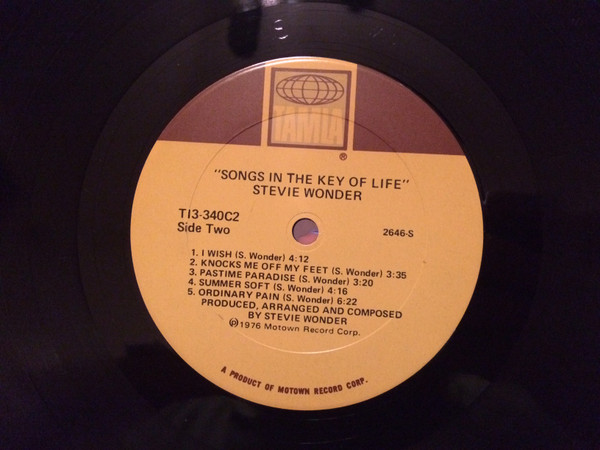 TAMLA
®
"SONGS IN THE KEY OF LIFE"
STEVIE WONDER
T13-340C2
Side Two
2646-S
1. I WISH (S. Wonder) 4:12
2. KNOCKS ME OFF MY FEET (S. Wonder) 3:35
3. PASTIME PARADISE (S. Wonder) 3:20
4. SUMMER SOFT (S. Wonder) 4:16
5. ORDINARY PAIN (S. Wonder) 6:22
PRODUCED, ARRANGED AND COMPOSED
BY STEVIE WONDER
℗1976 Motown Record Corp.
A PRODUCT OF MOTOWN RECORD CORP.